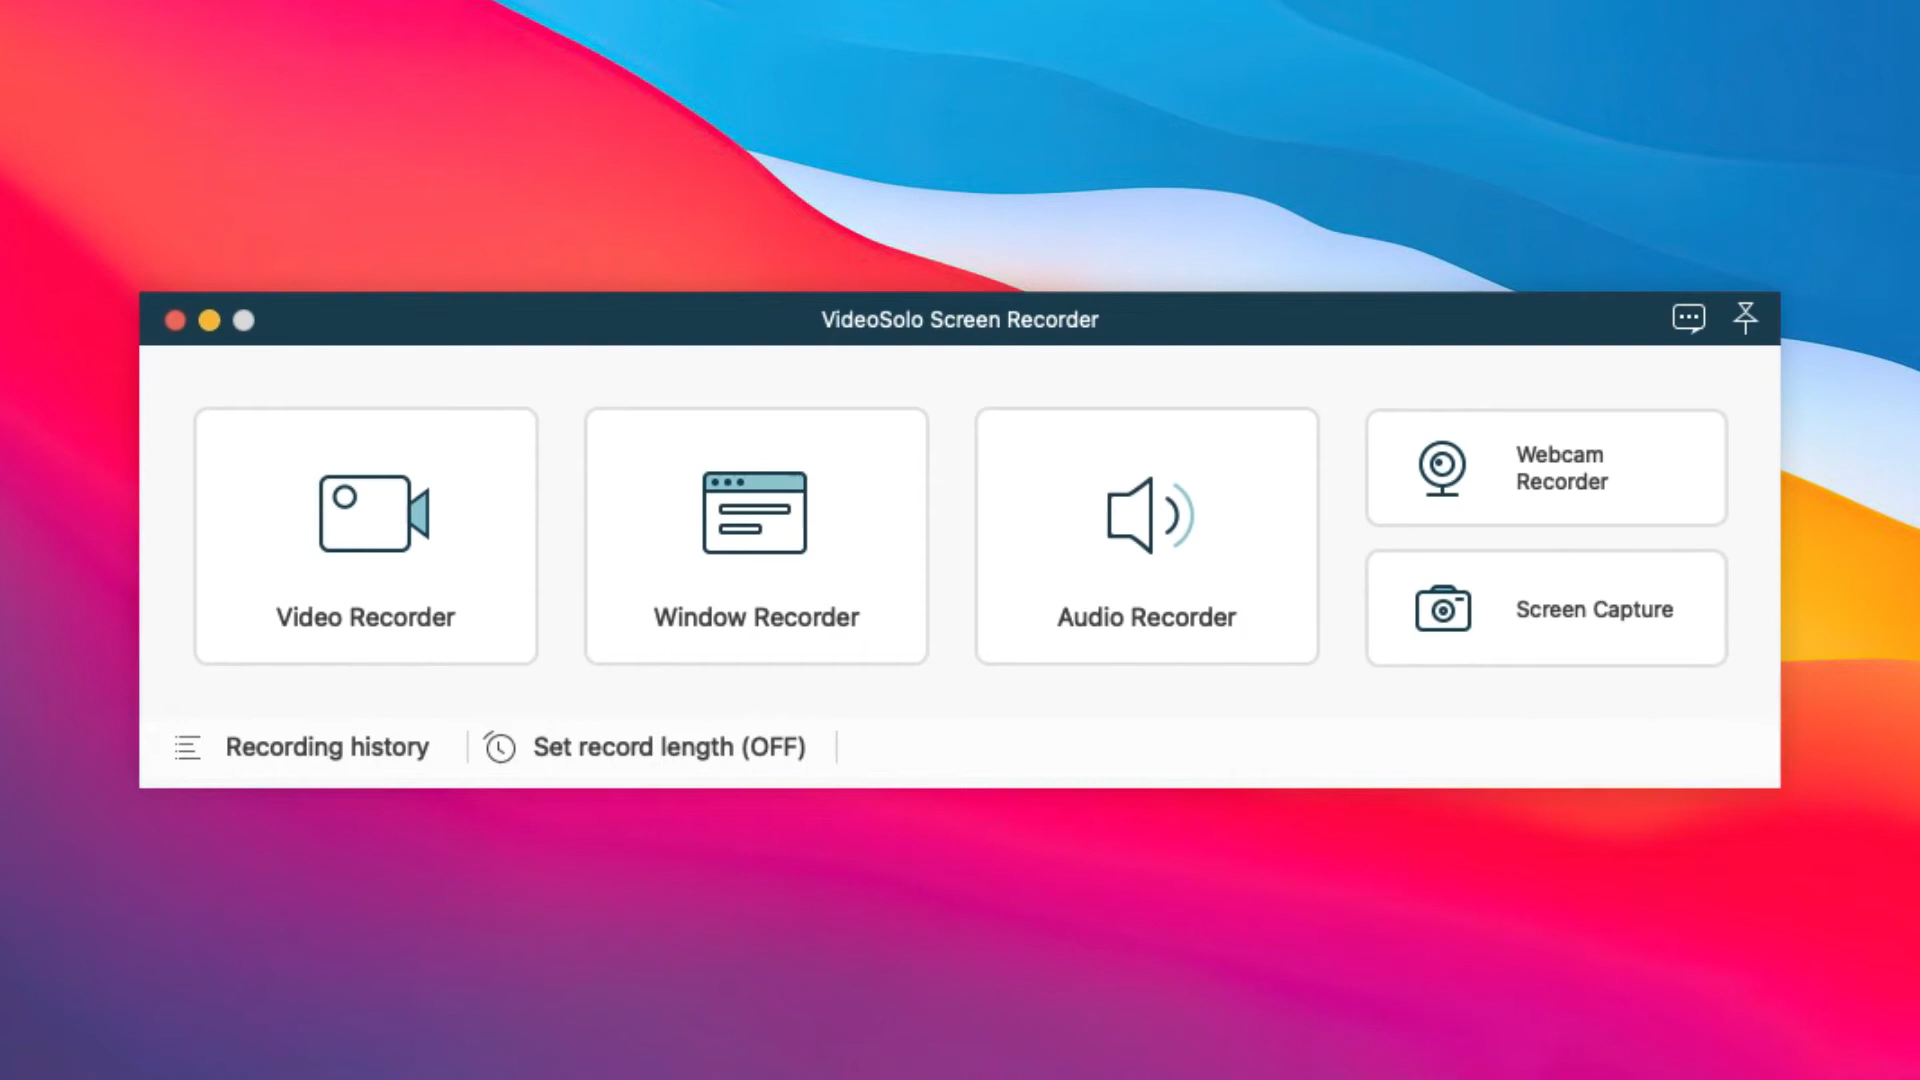 VideoSolo Screen Recorder
Video Recorder
Window Recorder
Audio Recorder
Webcam
Recorder
Screen Capture
Recording history
Set record length (OFF)